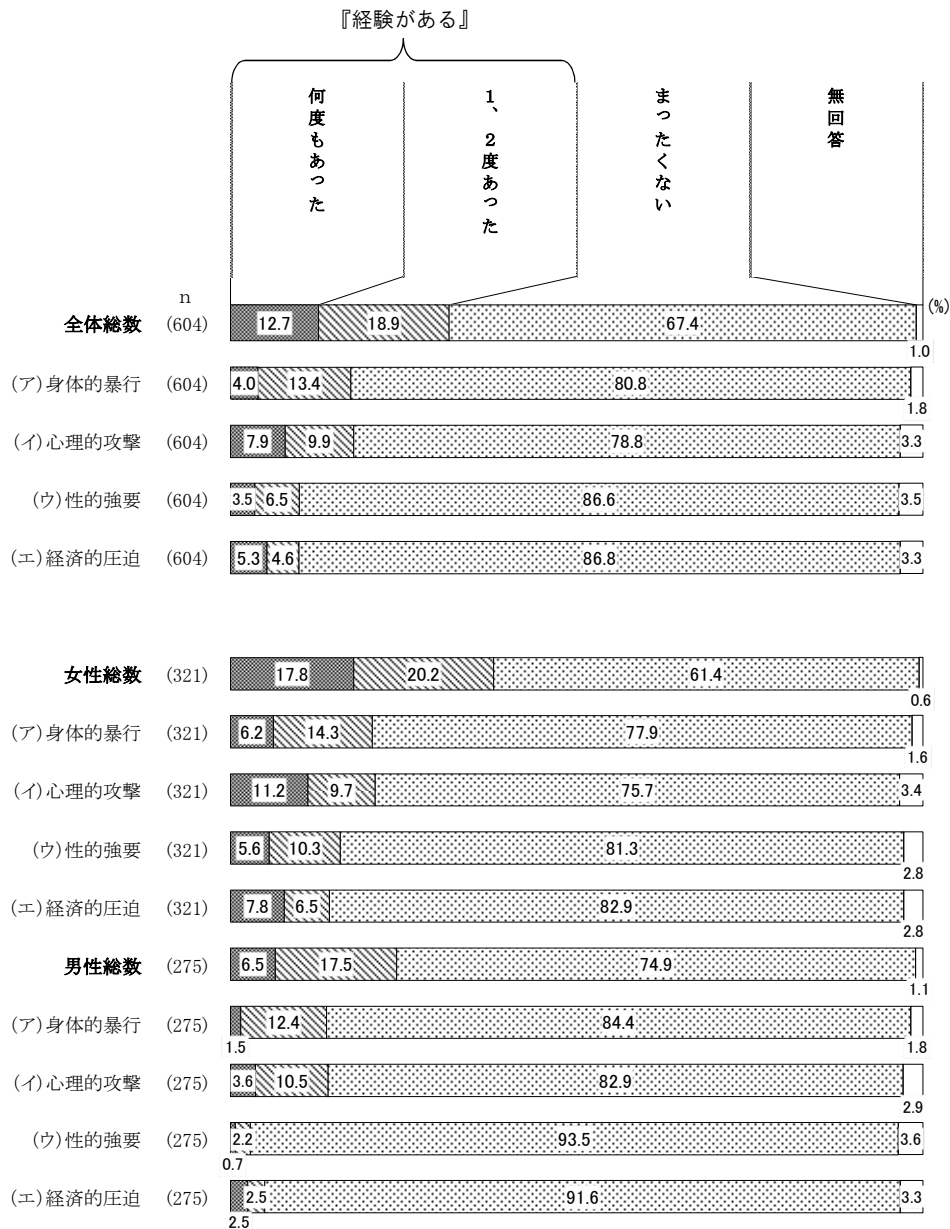 『経験がある』
何度もあった
1、2度あった
まったくない
無回答
n
(%)
全体総数 (604) 12.7 18.9 67.4 1.0
(ア)身体的暴行 (604) 4.0 13.4 80.8 1.8
(イ)心理的攻撃 (604) 7.9 9.9 78.8 3.3
(ウ)性的強要 (604) 3.5 6.5 86.6 3.5
(エ)経済的圧迫 (604) 5.3 4.6 86.8 3.3
女性総数 (321) 17.8 20.2 61.4 0.6
(ア)身体的暴行 (321) 6.2 14.3 77.9 1.6
(イ)心理的攻撃 (321) 11.2 9.7 75.7 3.4
(ウ)性的強要 (321) 5.6 10.3 81.3 2.8
(エ)経済的圧迫 (321) 7.8 6.5 82.9 2.8
男性総数 (275) 6.5 17.5 74.9 1.1
(ア)身体的暴行 (275) 1.5 12.4 84.4 1.8
(イ)心理的攻撃 (275) 3.6 10.5 82.9 2.9
(ウ)性的強要 (275) 0.7 2.2 93.5 3.6
(エ)経済的圧迫 (275) 2.5 2.5 91.6 3.3